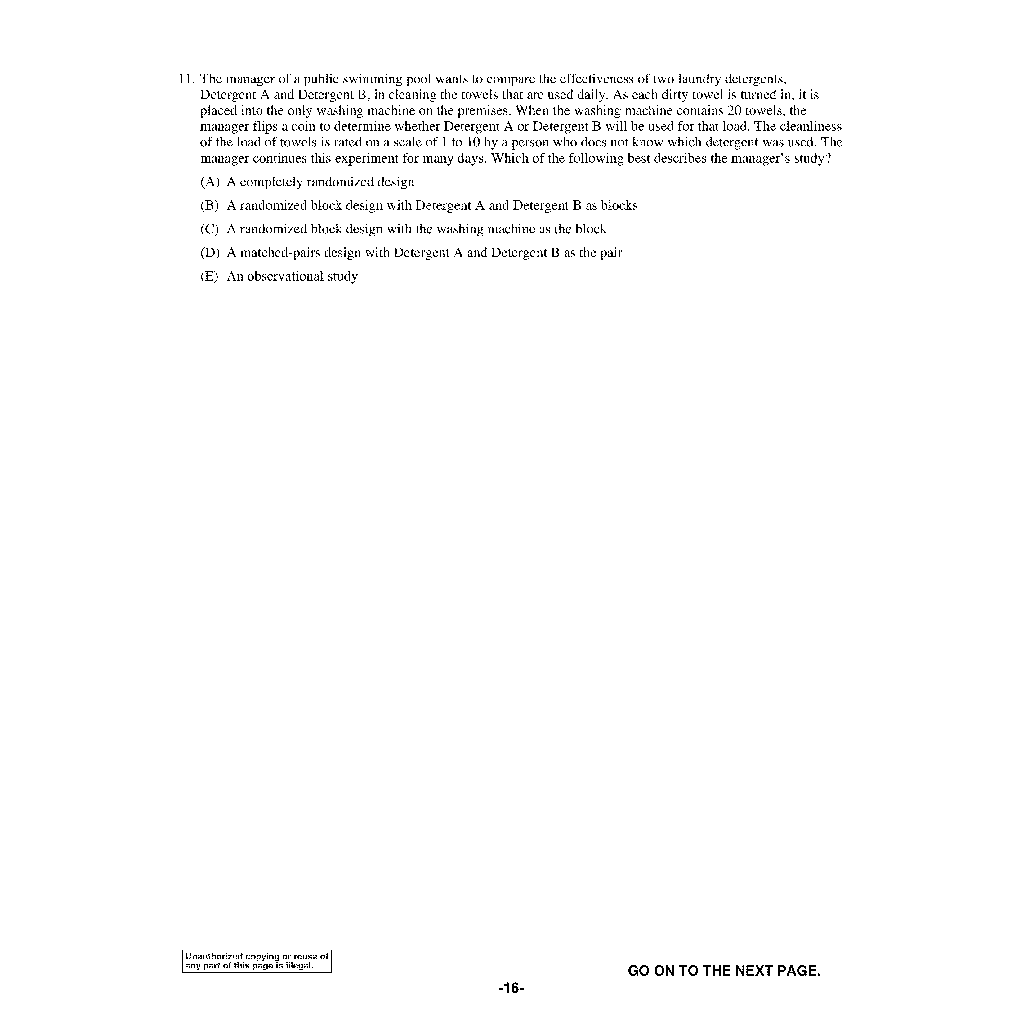 11. The manager of a public swimming pool wants to compare the effectiveness of two laundry detergents,
Detergent A and Detergent B, in cleaning the towels that are used daily. As each dirty towel is turned in, it is
placed into the only washing machine on the premises. When the washing machine contains 20 towels, the
manager flips a coin to determine whether Detergent A or Detergent B will be used for that load. The cleanliness
of the load of towels is rated on a scale of 1 to 10 by a person who does not know which detergent was used. The
manager continues this experiment for many days. Which of the following best describes the manager's study?
(A) A completely randomized design
(B) A randomized block design with Detergent A and Detergent B as blocks
(C) A randomized block design with the washing machine as the block
(D) A matched-pairs design with Detergent A and Detergent B as the pair
(E) An observational study
Unauthorized copying or reuse of
any part of this page is illegal.
GO ON TO THE NEXT PAGE.
-16-